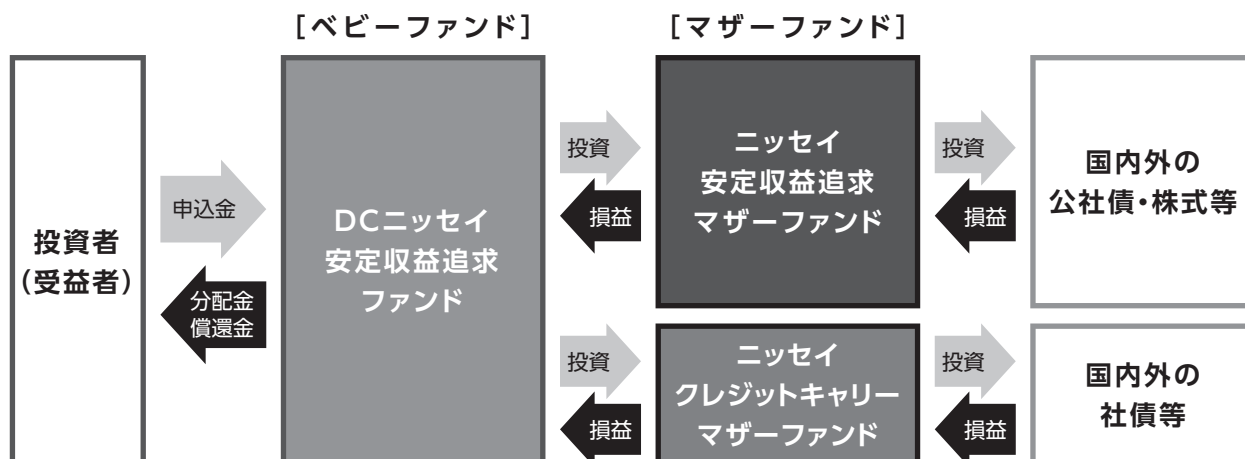 ［ベビーファンド］
［マザーファンド］
投資者
(受益者)
申込金
分配金
償還金
DCニッセイ
安定収益追求
ファンド
投資
損益
ニッセイ
安定収益追求
マザーファンド
投資
損益
国内外の
公社債・株式等
投資
損益
ニッセイ
クレジットキャリー
マザーファンド
投資
損益
国内外の
社債等